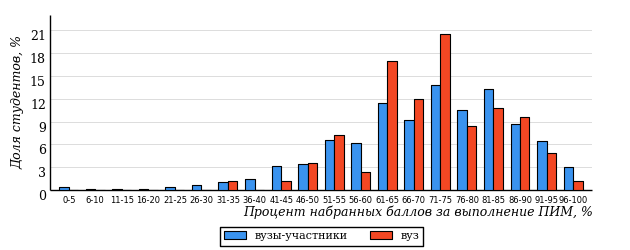 Доля студентов, %
21
18
15
12
9
6
3
0
0-5 6-10 11-15 16-20 21-25 26-30 31-35 36-40 41-45 46-50 51-55 56-60 61-65 66-70 71-75 76-80 81-85 86-90 91-95 96-100
Процент набранных баллов за выполнение ПИМ, %
вузы-участники вуз